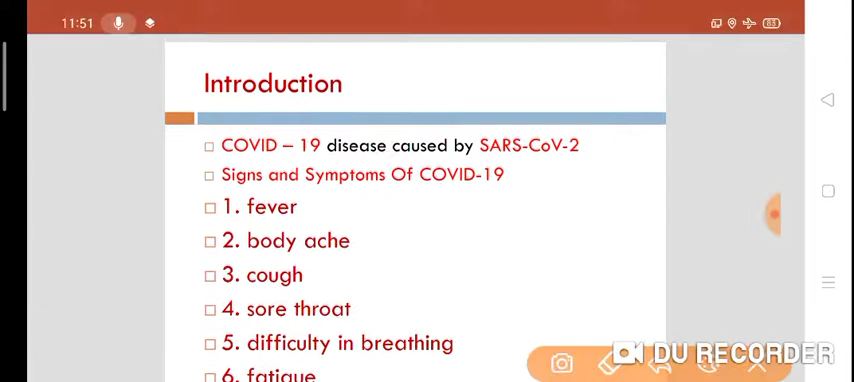 11:51
83
Introduction
COVID – 19 disease caused by SARS-CoV-2
Signs and Symptoms Of COVID-19
1. fever
2. body ache
3. cough
4. sore throat
5. difficulty in breathing
6. fatigue
DU RECORDER